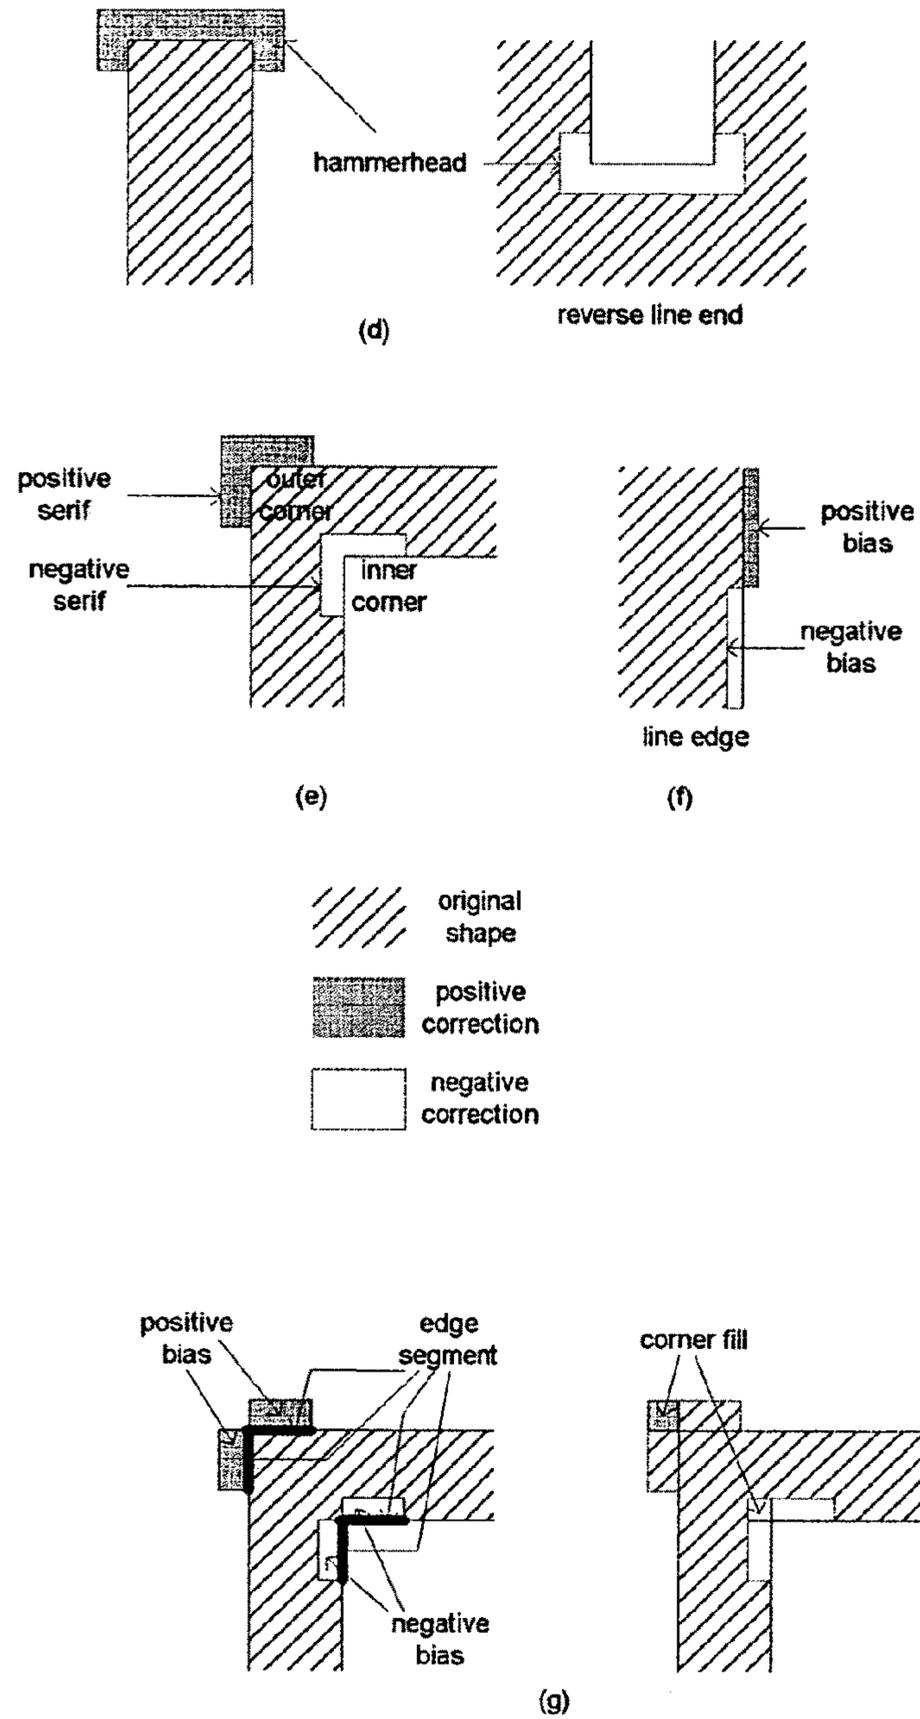 hammerhead
reverse line end
(d)
positive
serif
outer
corner
negative
serif
inner
corner
positive
bias
negative
bias
line edge
(e)
(f)
original
shape
positive
correction
negative
correction
positive
bias
edge
segment
corner fill
negative
bias
(g)